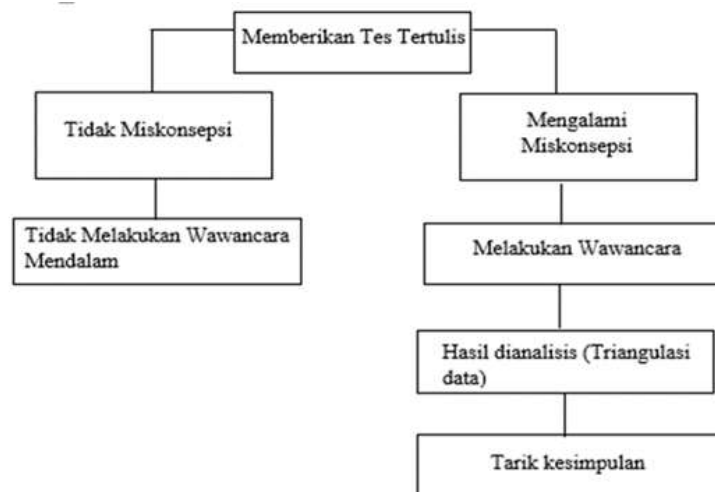 Memberikan Tes Tertulis
Tidak Miskonsepsi
Mengalami
Miskonsepsi
Tidak Melakukan Wawancara
Mendalam
Melakukan Wawancara
Hasil dianalisis (Triangulasi
data)
Tarik kesimpulan